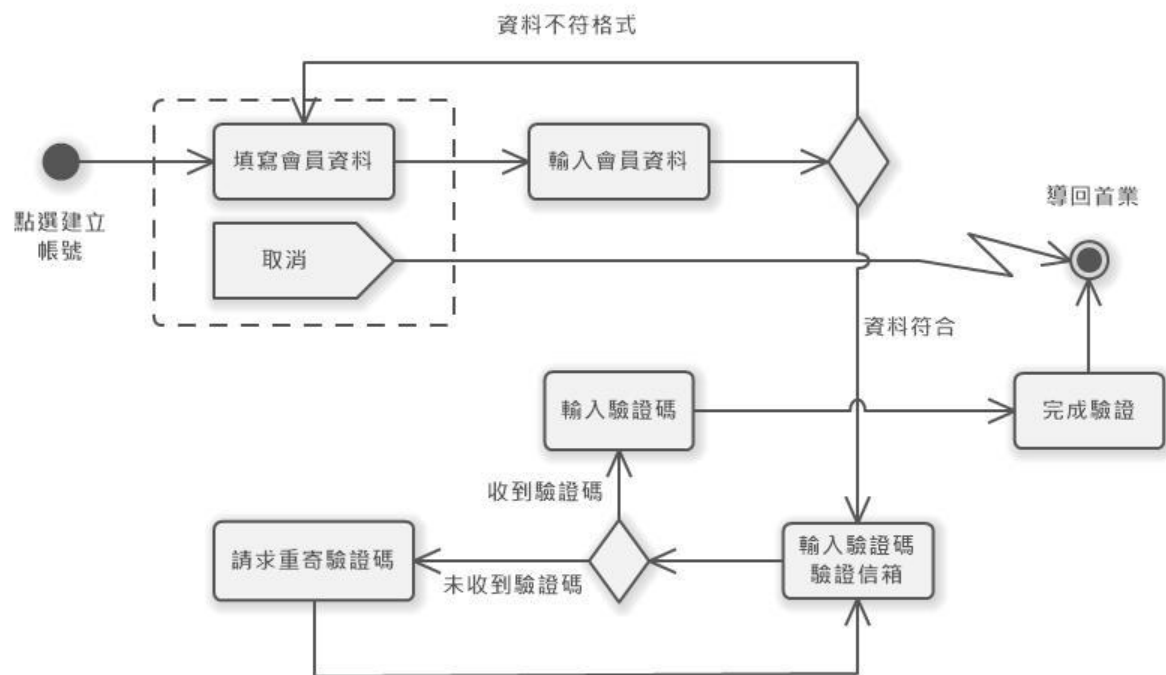 資料不符格式
填寫會員資料
輸入會員資料
點選建立
帳號
導回首業
取消
資料符合
輸入驗證碼
完成驗證
收到驗證碼
請求重寄驗證碼
未收到驗證碼
輸入驗證碼
驗證信箱